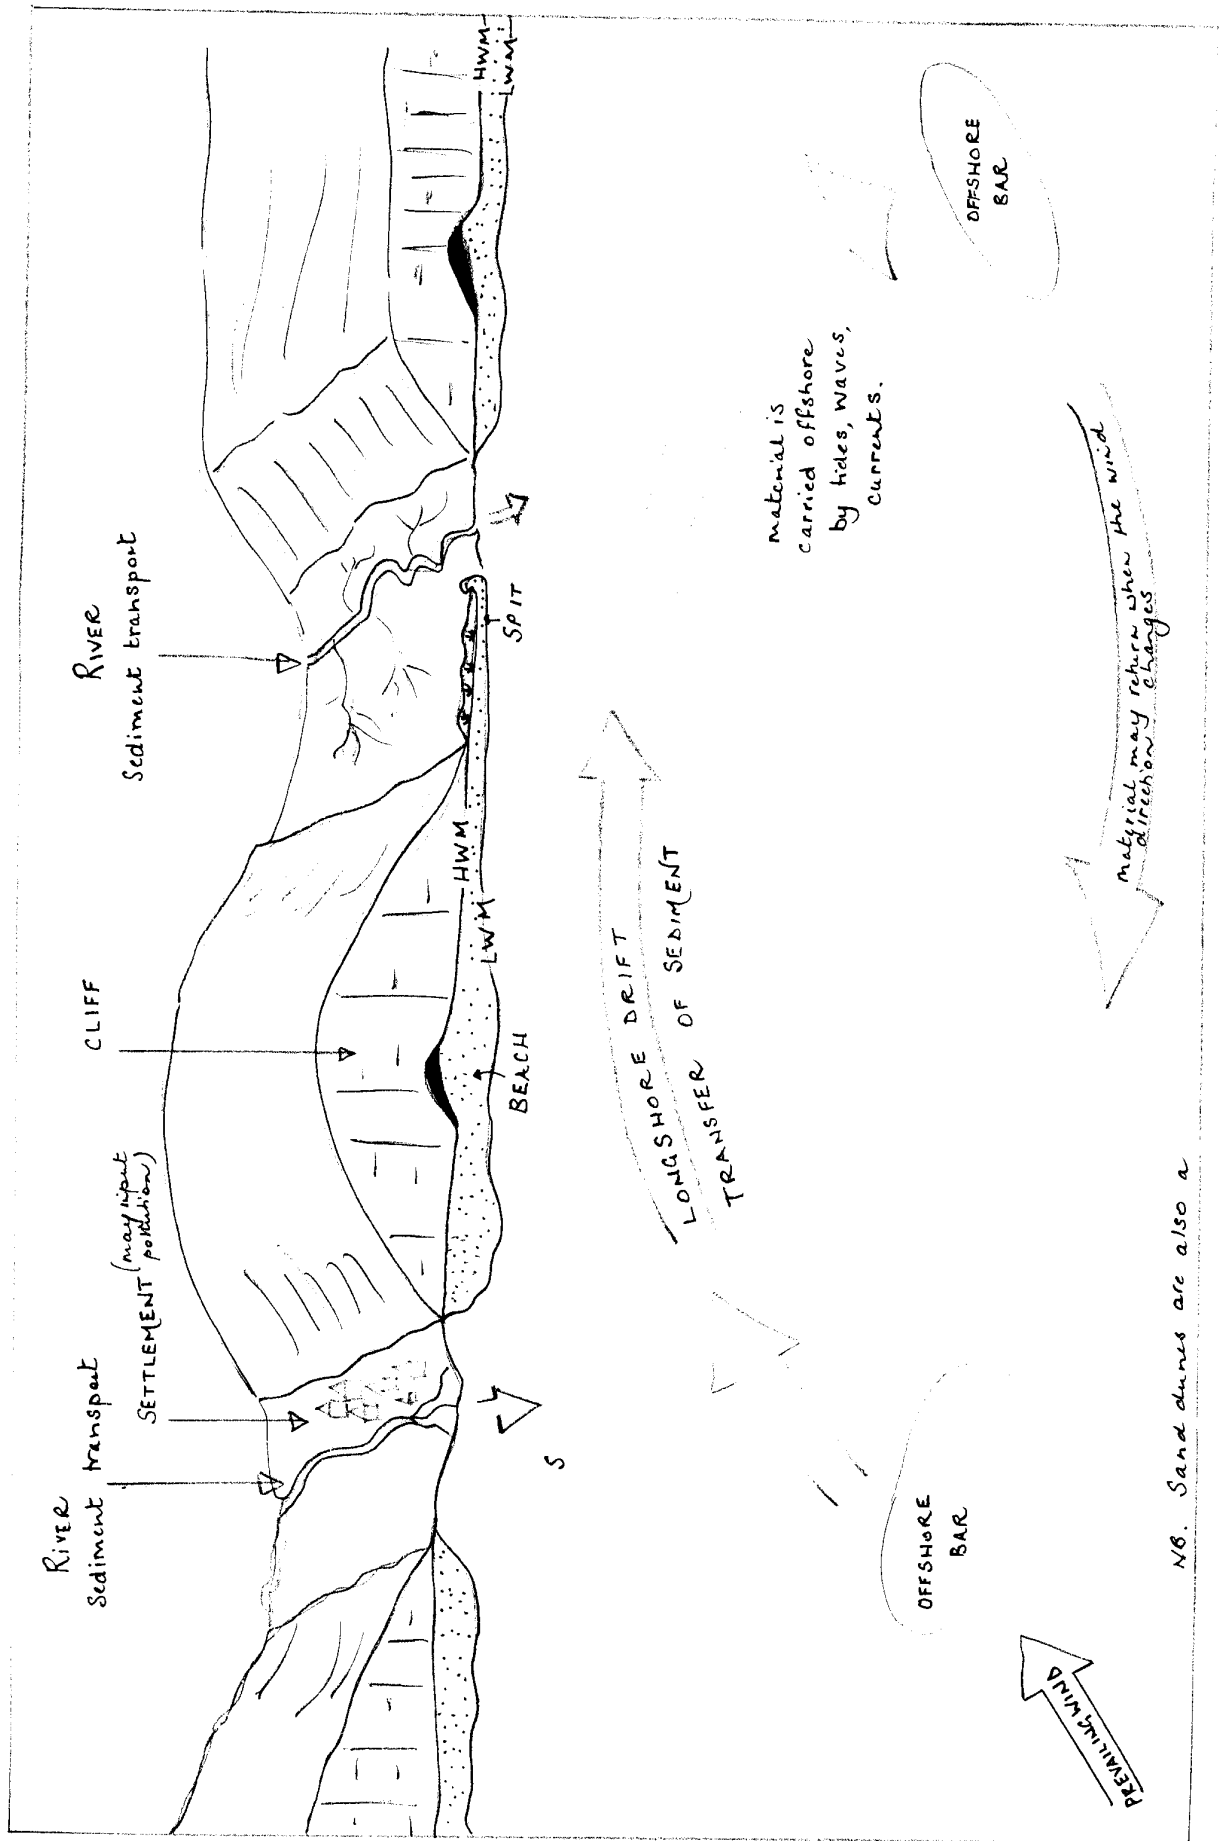 RIVER
Sediment transport
SETTLEMENT (may input
pollution)
CLIFF
RIVER
Sediment transport
HWM
LWM
HWM
LWM
BEACH
SPIT
S
LONGSHORE DRIFT
TRANSFER OF SEDIMENT
material is
carried offshore
by tides, waves,
currents.
OFFSHORE
BAR
OFFSHORE
BAR
PREVAILING WIND
material may return when the wind
direction changes
NB. Sand dunes are also a